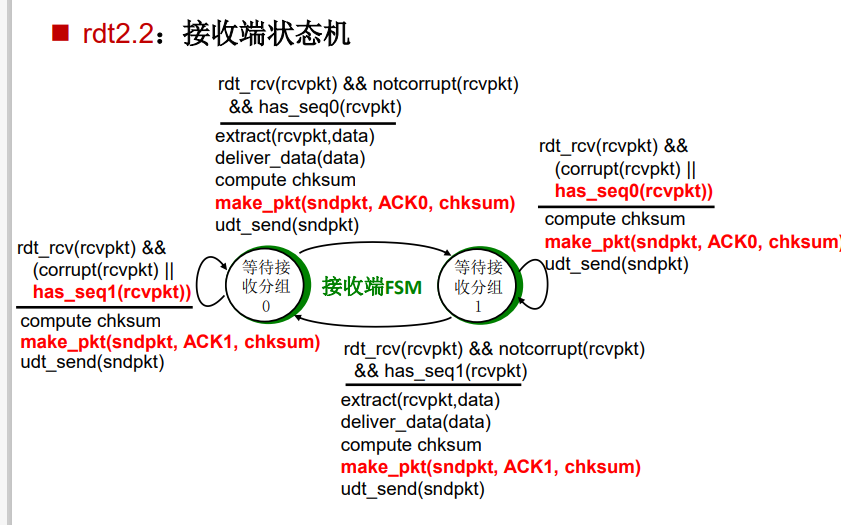 rdt2.2：接收端状态机
rdt_rcv(rcvpkt) && notcorrupt(rcvpkt)
&& has_seq0(rcvpkt)
extract(rcvpkt,data)
deliver_data(data)
compute chksum
make_pkt(sndpkt, ACK0, chksum)
udt_send(sndpkt)
rdt_rcv(rcvpkt) &&
(corrupt(rcvpkt) ||
has_seq0(rcvpkt))
compute chksum
make_pkt(sndpkt, ACK0, chksum)
udt_send(sndpkt)
rdt_rcv(rcvpkt) &&
(corrupt(rcvpkt) ||
has_seq1(rcvpkt))
compute chksum
make_pkt(sndpkt, ACK1, chksum)
udt_send(sndpkt)
等待接
收分组
0
接收端FSM
等待接
收分组
1
rdt_rcv(rcvpkt) && notcorrupt(rcvpkt)
&& has_seq1(rcvpkt)
extract(rcvpkt,data)
deliver_data(data)
compute chksum
make_pkt(sndpkt, ACK1, chksum)
udt_send(sndpkt)